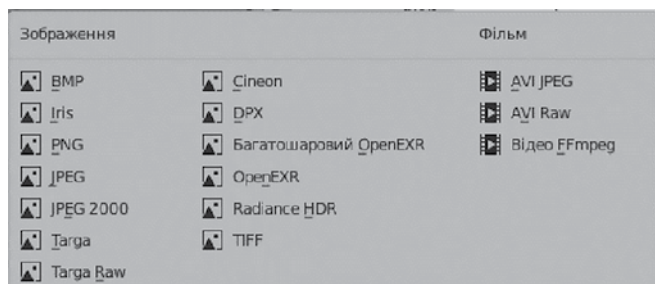 Зображення
Фільм
BMP
Iris
PNG
JPEG
JPEG 2000
Targa
Targa Raw
Cineon
DPX
Багатошаровий OpenEXR
OpenEXR
Radiance HDR
TIFF
AVI JPEG
AVI Raw
Відео FFmpeg